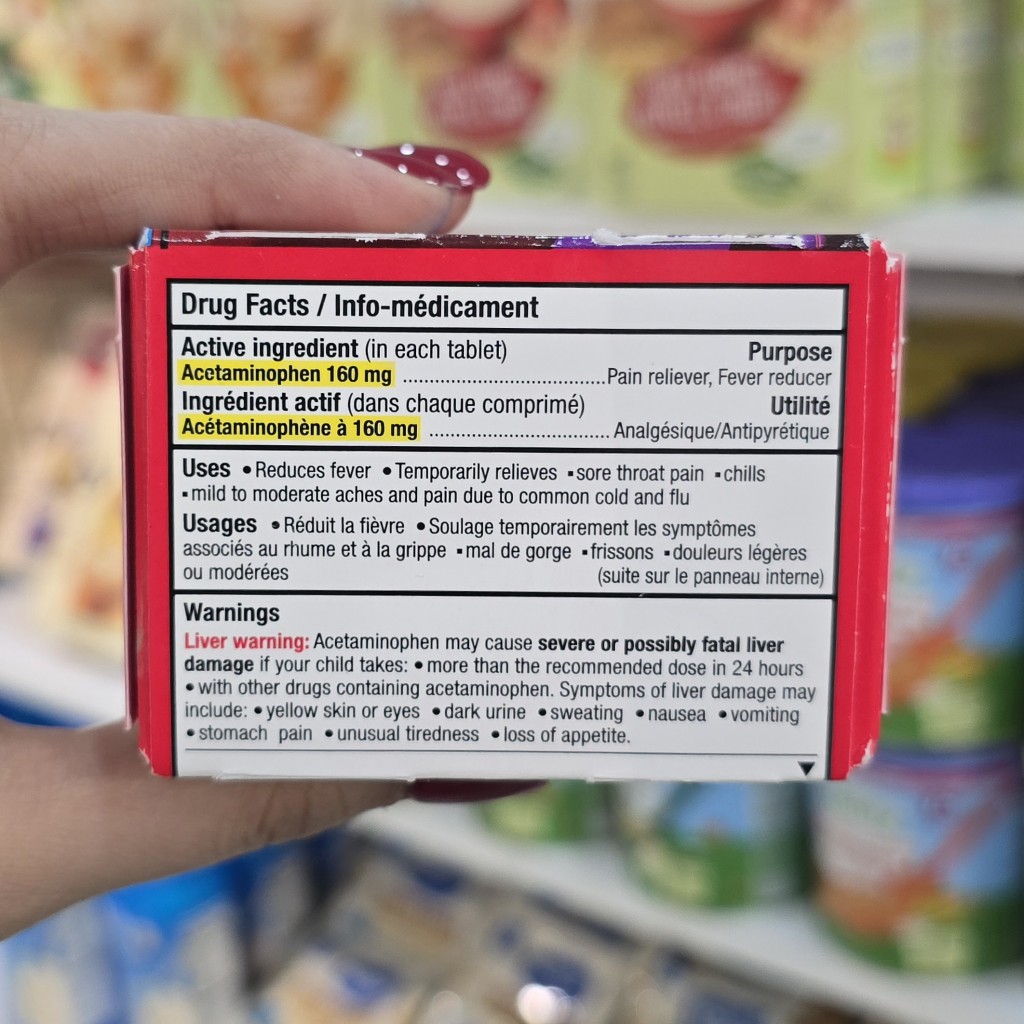 Drug Facts / Info-médicament
Active ingredient (in each tablet) Purpose
Acetaminophen 160 mg ......................................Pain reliever, Fever reducer
Ingrédient actif (dans chaque comprimé) Utilité
Acétaminophène à 160 mg .................................. Analgésique/Antipyrétique
Uses •Reduces fever •Temporarily relieves ▪sore throat pain ▪chills
▪mild to moderate aches and pain due to common cold and flu
Usages •Réduit la fièvre •Soulage temporairement les symptômes
associés au rhume et à la grippe ▪mal de gorge ▪frissons ▪douleurs légères
ou modérées (suite sur le panneau interne)
Warnings
Liver warning: Acetaminophen may cause severe or possibly fatal liver
damage if your child takes: •more than the recommended dose in 24 hours
•with other drugs containing acetaminophen. Symptoms of liver damage may
include: •yellow skin or eyes •dark urine •sweating •nausea •vomiting
•stomach pain •unusual tiredness •loss of appetite.